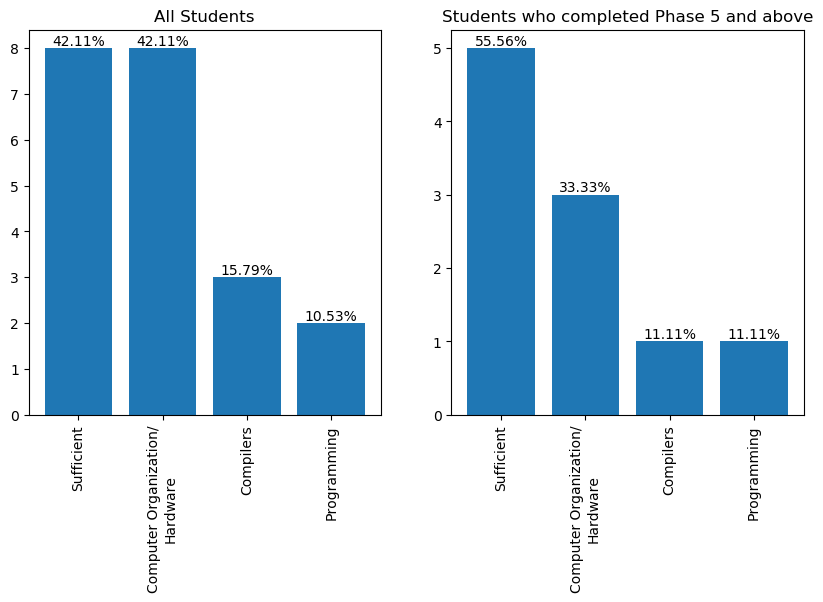 All Students
8
7
6
5
4
3
2
1
0
42.11%
42.11%
15.79%
10.53%
Sufficient
Computer Organization/
Hardware
Compilers
Programming
Students who completed Phase 5 and above
5
4
3
2
1
0
55.56%
33.33%
11.11%
11.11%
Sufficient
Computer Organization/
Hardware
Compilers
Programming